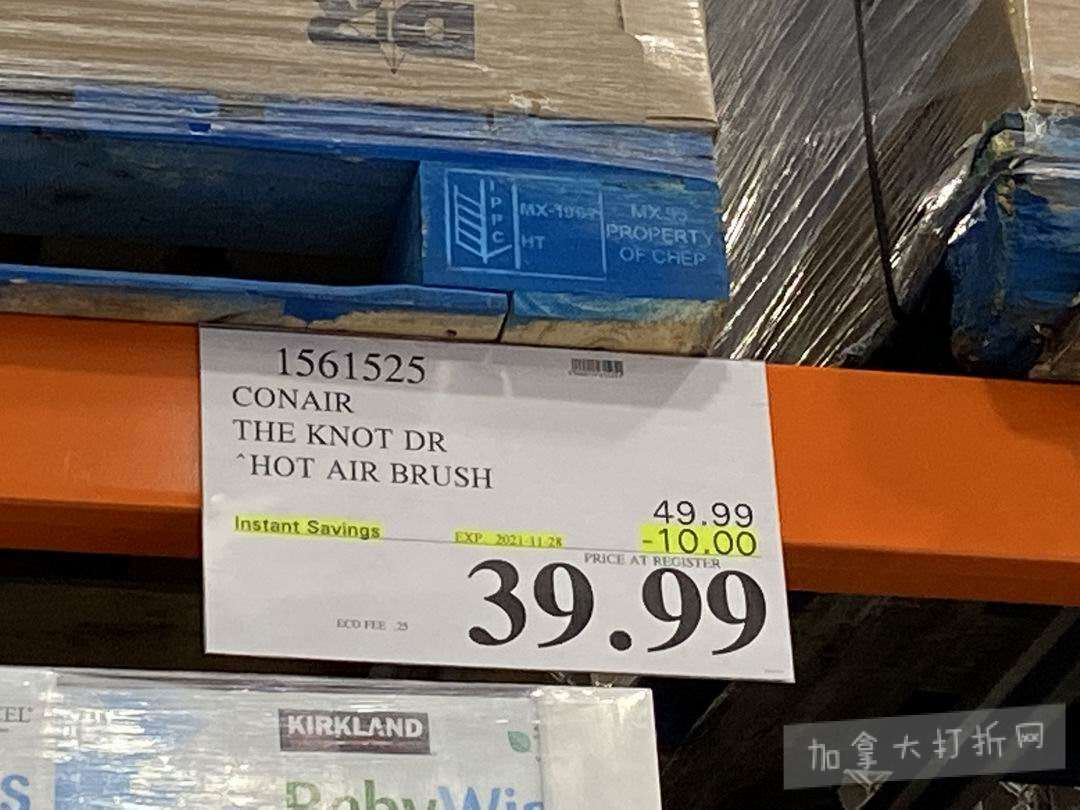 IPPC
HT
PROPERTY
OF CHEP
1561525
CONAIR
THE KNOT DR
^HOT AIR BRUSH
49.99
Instant Savings EXP. 2021-11-28 -10.00
PRICE AT REGISTER
39.99
ECO FEE .25
KIRKLAND
加拿大打折网